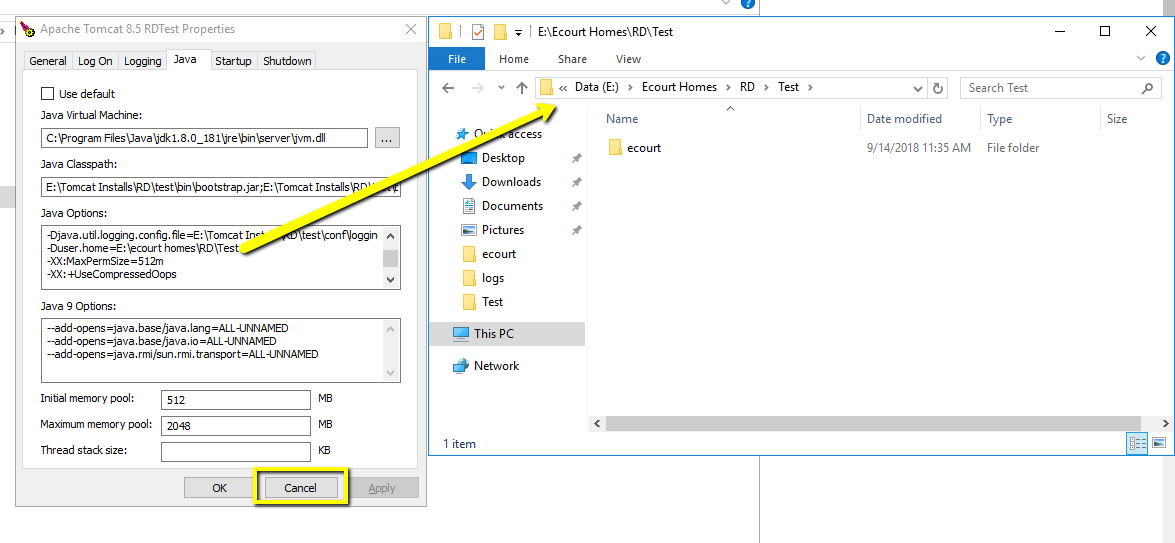 Apache Tomcat 8.5 RDTest Properties
General Log On Logging Java Startup Shutdown
Use default
Java Virtual Machine:
C:\Program Files\Java\jdk1.8.0_181\jre\bin\server\jvm.dll
...
Java Classpath:
E:\Tomcat Installs\RD\test\bin\bootstrap.jar;E:\Tomcat Installs\RD\
Java Options:
-Djava.util.logging.config.file=E:\Tomcat Installs\RD\test\conf\loggin
-Duser.home=E:\ecourt homes\RD\Test
-XX:MaxPermSize=512m
-XX:+UseCompressedOops
Java 9 Options:
--add-opens=java.base/java.lang=ALL-UNNAMED
--add-opens=java.base/java.io=ALL-UNNAMED
--add-opens=java.rmi/sun.rmi.transport=ALL-UNNAMED
Initial memory pool: 512 MB
Maximum memory pool: 2048 MB
Thread stack size: KB
OK Cancel Apply
E:\Ecourt Homes\RD\Test
File Home Share View
« Data (E:) > Ecourt Homes > RD > Test >
Search Test
Name Date modified Type Size
ecourt 9/14/2018 11:35 AM File folder
Quick access
Desktop
Downloads
Documents
Pictures
ecourt
logs
Test
This PC
Network
1 item